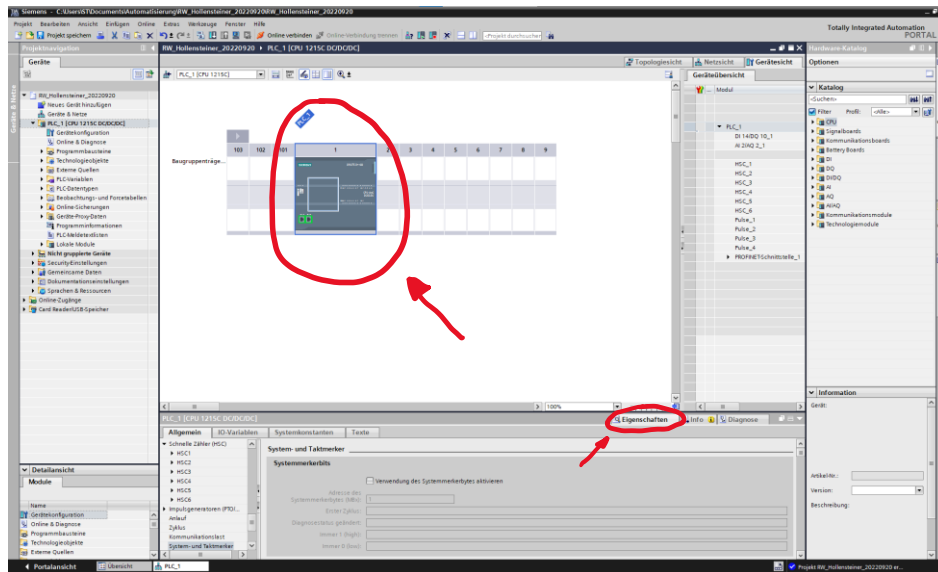 Siemens - C:\Users\IST\Documents\Automatisierung\RW_Hollensteiner_20220920\RW_Hollensteiner_20220920
Projekt Bearbeiten Ansicht Einfügen Online Extras Werkzeuge Fenster Hilfe
Totally Integrated Automation
PORTAL
Projekt speichern Online verbinden Online-Verbindung trennen <Projekt durchsuchen>
Projektnavigation
RW_Hollensteiner_20220920 PLC_1 [CPU 1215C DC/DC/DC]
Hardware-Katalog
Geräte
Topologiesicht Netzsicht Gerätesicht
Optionen
PLC_1 [CPU 1215C]
Geräteübersicht
Modul
Katalog
<Suchen>
Filter Profil: <Alle>
Geräte & Netze
RW_Hollensteiner_20220920
Neues Gerät hinzufügen
Geräte & Netze
PLC_1 [CPU 1215C DC/DC/DC]
Gerätekonfiguration
Online & Diagnose
Programmbausteine
Technologieobjekte
Externe Quellen
PLC-Variablen
PLC-Datentypen
Beobachtungs- und Forcetabellen
Online-Sicherungen
Geräte-Proxy-Daten
Programminformationen
PLC-Meldetextlisten
Lokale Module
Nicht gruppierte Geräte
Security-Einstellungen
Gemeinsame Daten
Dokumentationseinstellungen
Sprachen & Ressourcen
Online-Zugänge
Card Reader/USB-Speicher
PLC_1
103 102 101 1 2 3 4 5 6 7 8 9
Baugruppenträge...
PLC_1
DI 14/DQ 10_1
AI 2/AQ 2_1
HSC_1
HSC_2
HSC_3
HSC_4
HSC_5
HSC_6
Pulse_1
Pulse_2
Pulse_3
Pulse_4
PROFINET-Schnittstelle_1
CPU
Signalboards
Kommunikationsboards
Battery Boards
DI
DQ
DI/DQ
AI
AQ
AI/AQ
Kommunikationsmodule
Technologiemodule
100%
Information
Gerät:
Artikel-Nr.:
Version:
Beschreibung:
PLC_1 [CPU 1215C DC/DC/DC]
Eigenschaften Info Diagnose
Allgemein IO-Variablen Systemkonstanten Texte
Schnelle Zähler (HSC)
HSC1
HSC2
HSC3
HSC4
HSC5
HSC6
Impulsgeneratoren (PTO/...
Anlauf
Zyklus
Kommunikationslast
System- und Taktmerker
System- und Taktmerker
Systemmerkerbits
Verwendung des Systemmerkerbytes aktivieren
Adresse des
Systemmerkerbytes (MBx): 1
Erster Zyklus:
Diagnosestatus geändert:
Immer 1 (high):
Immer 0 (low):
Detailansicht
Module
Name
Gerätekonfiguration
Online & Diagnose
Programmbausteine
Technologieobjekte
Externe Quellen
Portalansicht Übersicht PLC_1
Projekt RW_Hollensteiner_20220920 er...